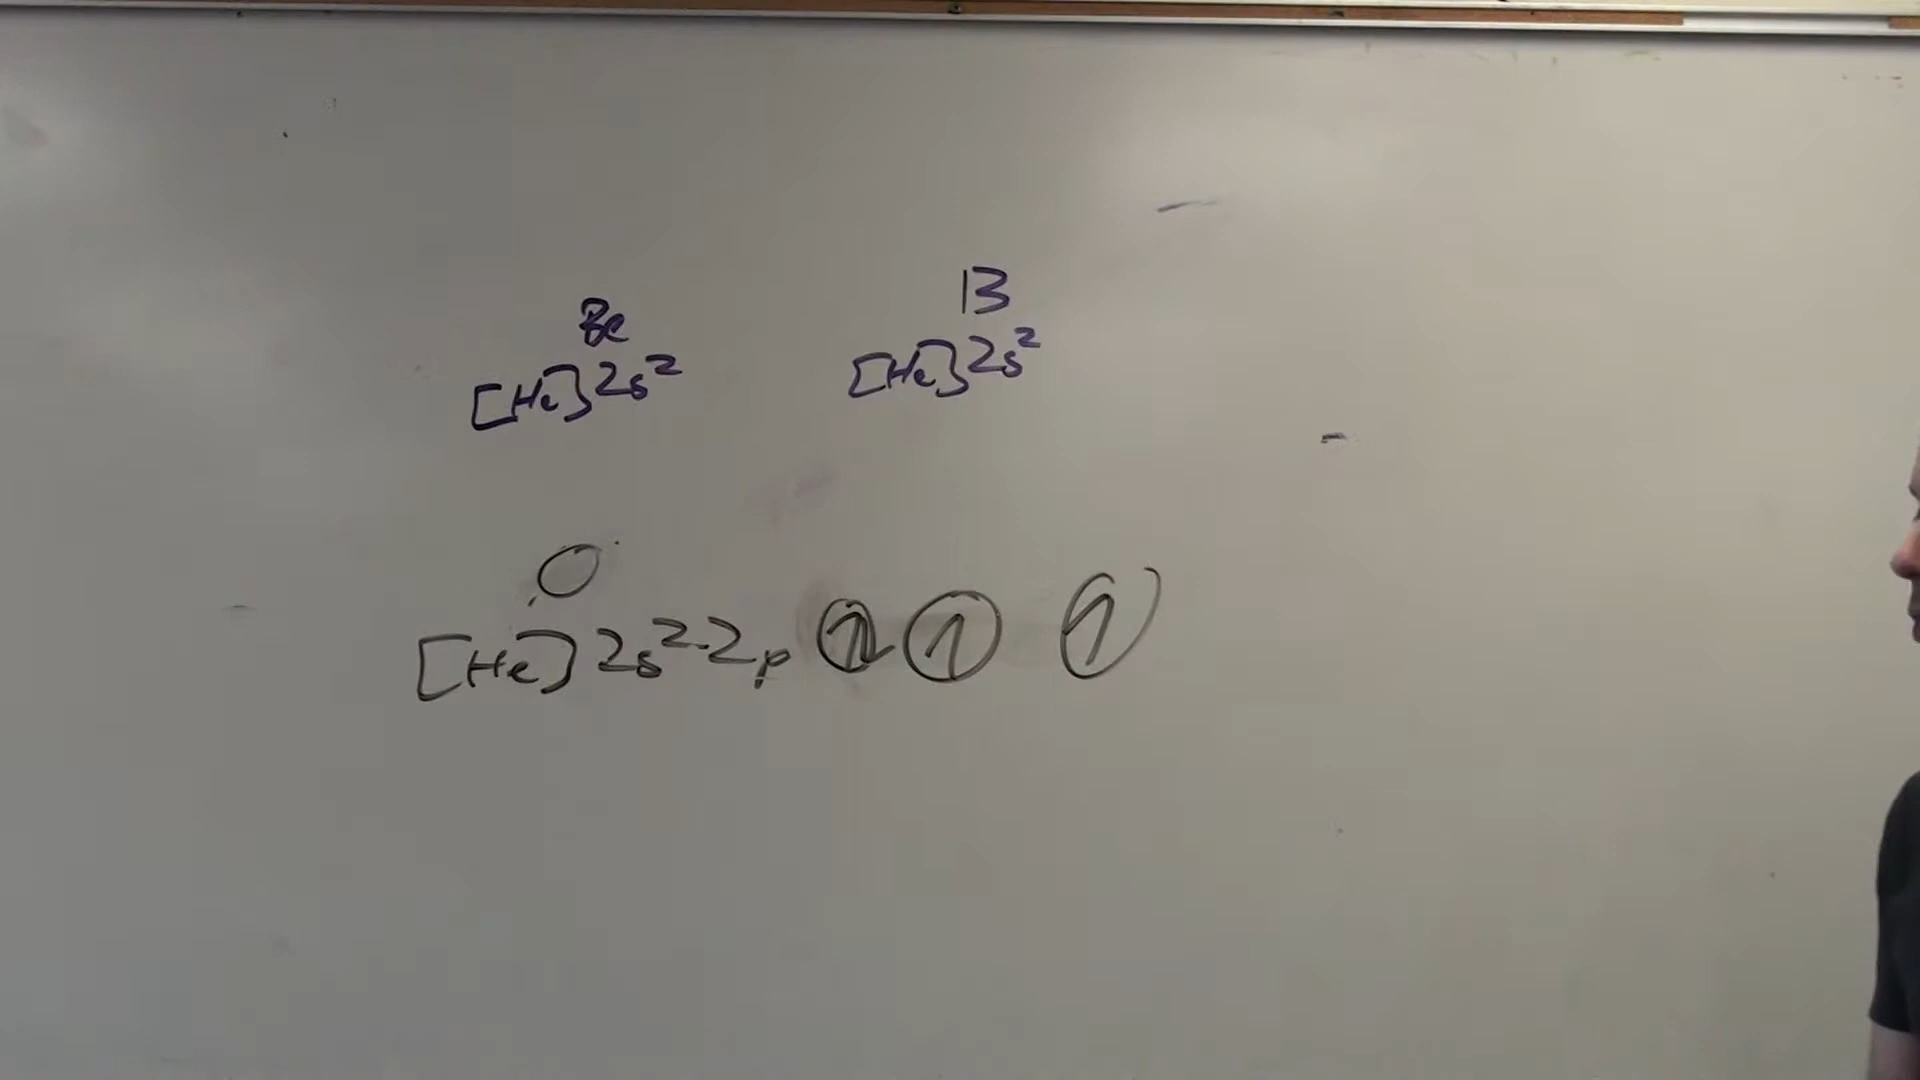 Be
[He]2s²
B
[He]2s²
O
[He]2s²2p ⥮ ↑ ↑